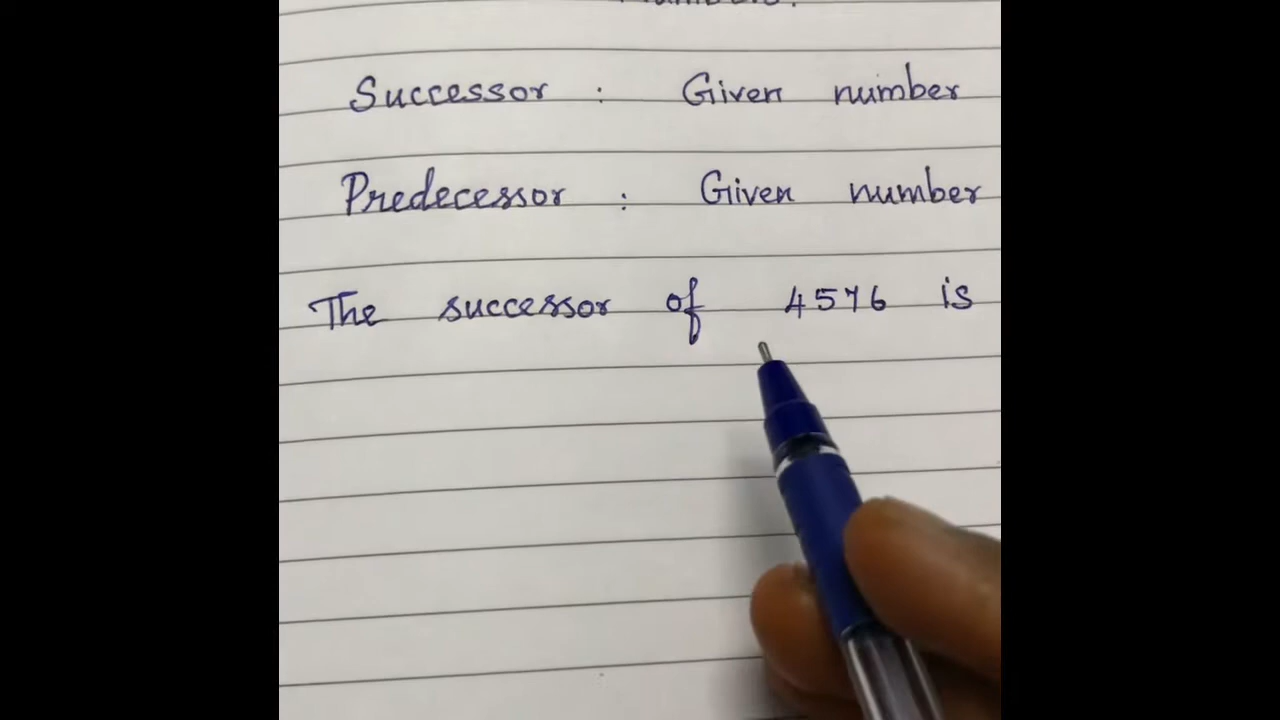 Successor : Given number
Predecessor : Given number
The successor of 4576 is